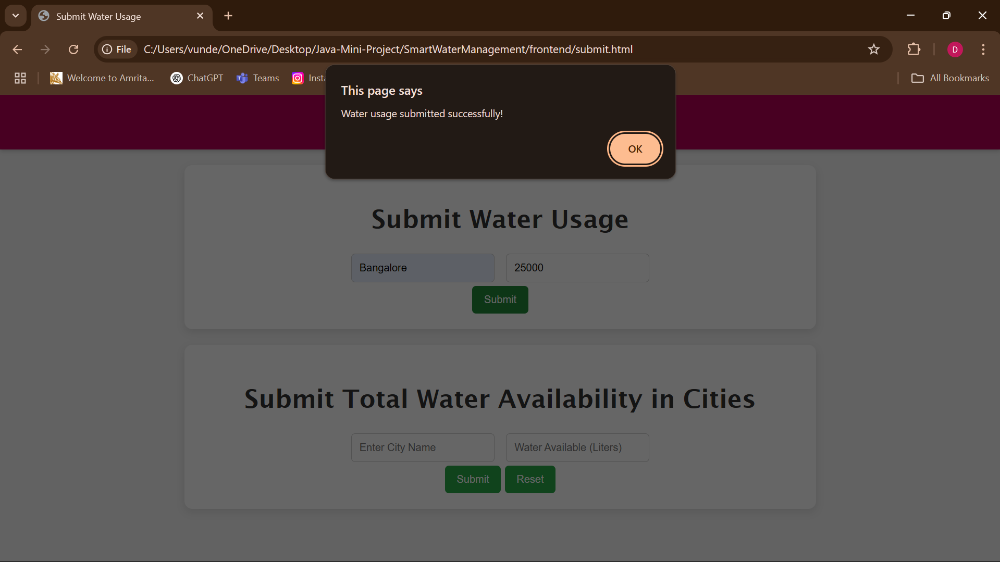 Submit Water Usage
File C:/Users/vunde/OneDrive/Desktop/Java-Mini-Project/SmartWaterManagement/frontend/submit.html D
Welcome to Amrita... ChatGPT Teams All Bookmarks
This page says
Water usage submitted successfully!
OK
Submit Water Usage
Bangalore 25000
Submit
Submit Total Water Availability in Cities
Enter City Name Water Available (Liters)
Submit Reset